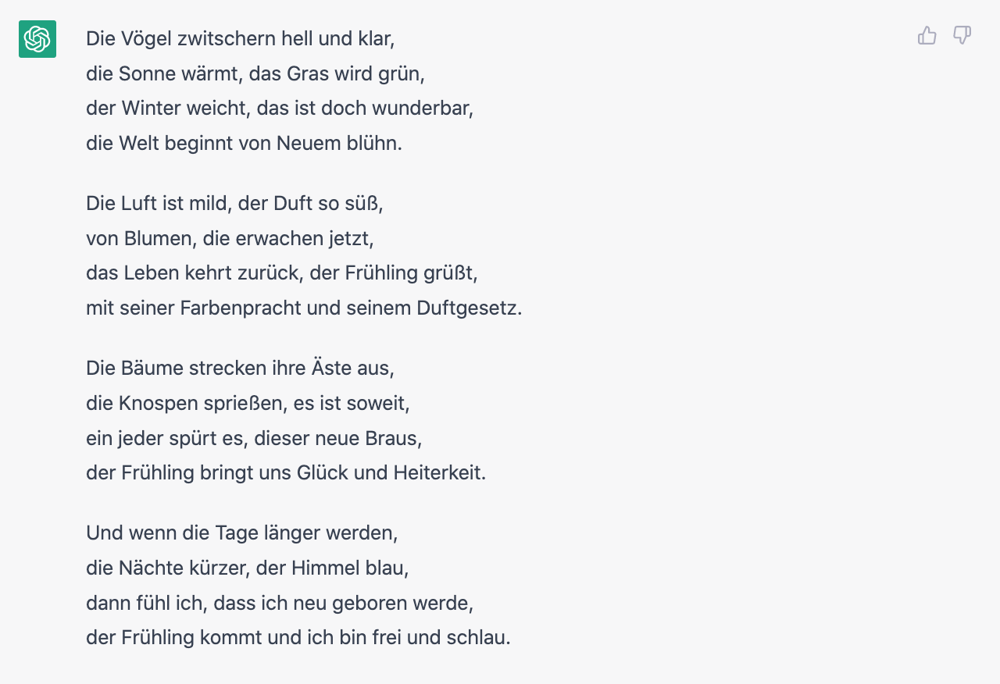 Die Vögel zwitschern hell und klar,
die Sonne wärmt, das Gras wird grün,
der Winter weicht, das ist doch wunderbar,
die Welt beginnt von Neuem blühn.
Die Luft ist mild, der Duft so süß,
von Blumen, die erwachen jetzt,
das Leben kehrt zurück, der Frühling grüßt,
mit seiner Farbenpracht und seinem Duftgesetz.
Die Bäume strecken ihre Äste aus,
die Knospen sprießen, es ist soweit,
ein jeder spürt es, dieser neue Braus,
der Frühling bringt uns Glück und Heiterkeit.
Und wenn die Tage länger werden,
die Nächte kürzer, der Himmel blau,
dann fühl ich, dass ich neu geboren werde,
der Frühling kommt und ich bin frei und schlau.